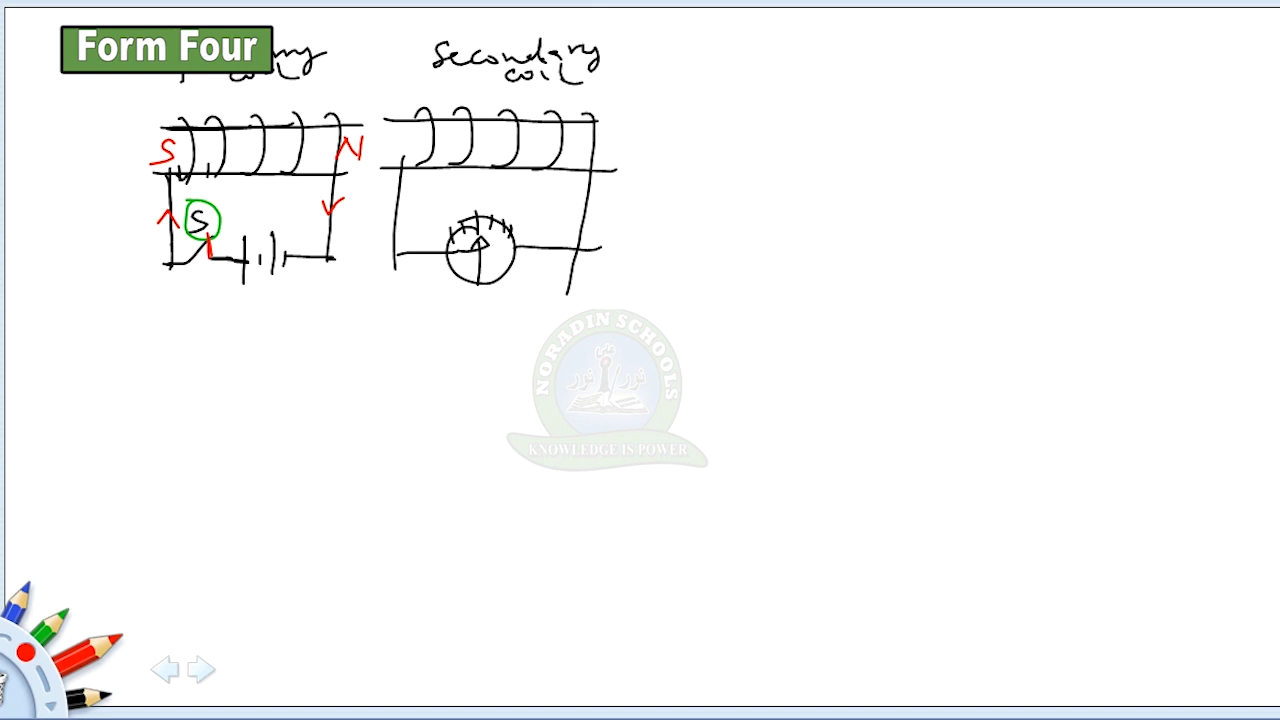 Form Four
Secondary
coil
S
N
S
NORADIN SCHOOLS
KNOWLEDGE IS POWER